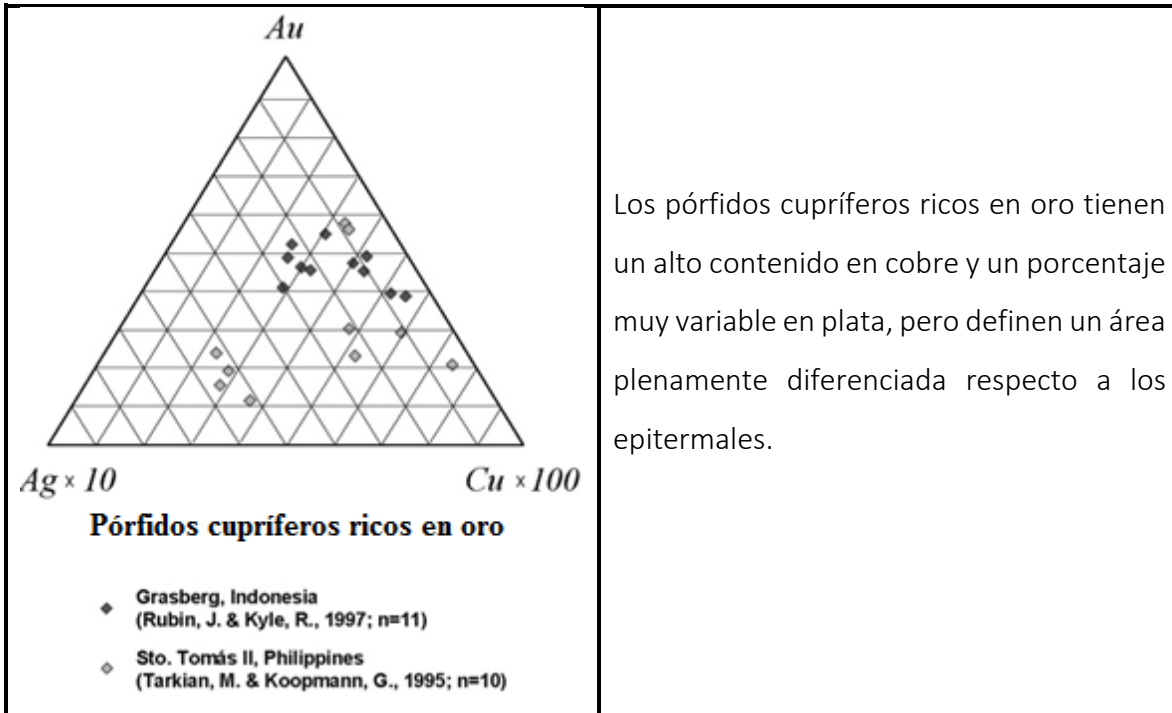 Au
Ag × 10
Cu ×100
Pórfidos cupríferos ricos en oro
Grasberg, Indonesia
(Rubin, J. & Kyle, R., 1997; n=11)
Sto. Tomás II, Philippines
(Tarkian, M. & Koopmann, G., 1995; n=10)
Los pórfidos cupríferos ricos en oro tienen
un alto contenido en cobre y un porcentaje
muy variable en plata, pero definen un área
plenamente diferenciada respecto a los
epitermales.